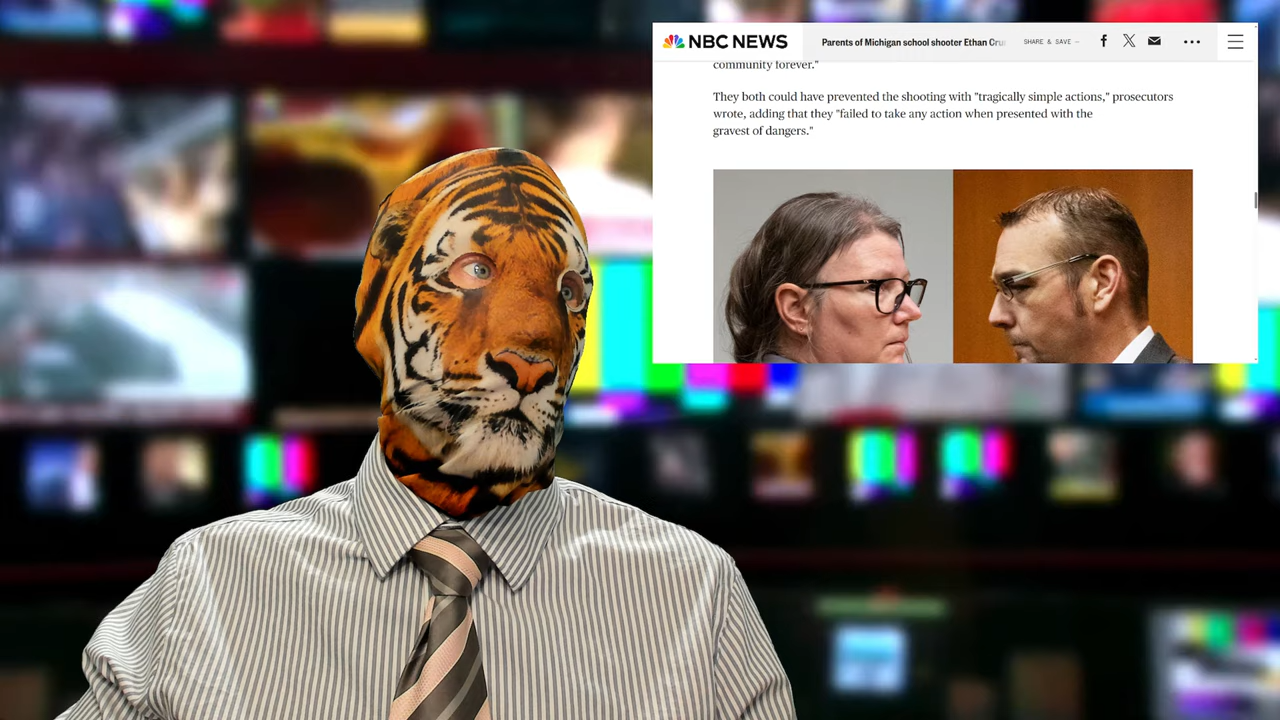 NBC NEWS
Parents of Michigan school shooter Ethan Cru
SHARE & SAVE –
community forever."
They both could have prevented the shooting with "tragically simple actions," prosecutors
wrote, adding that they "failed to take any action when presented with the
gravest of dangers."